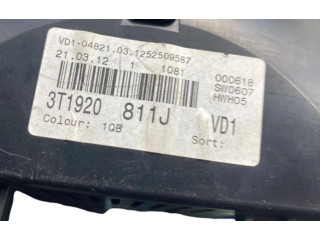 VD1-04821.03.1252509587
21.03.12 1 1081
000618
SW0607
HWH05
3T1920 811J VD1
Colour: 1QB Sort: